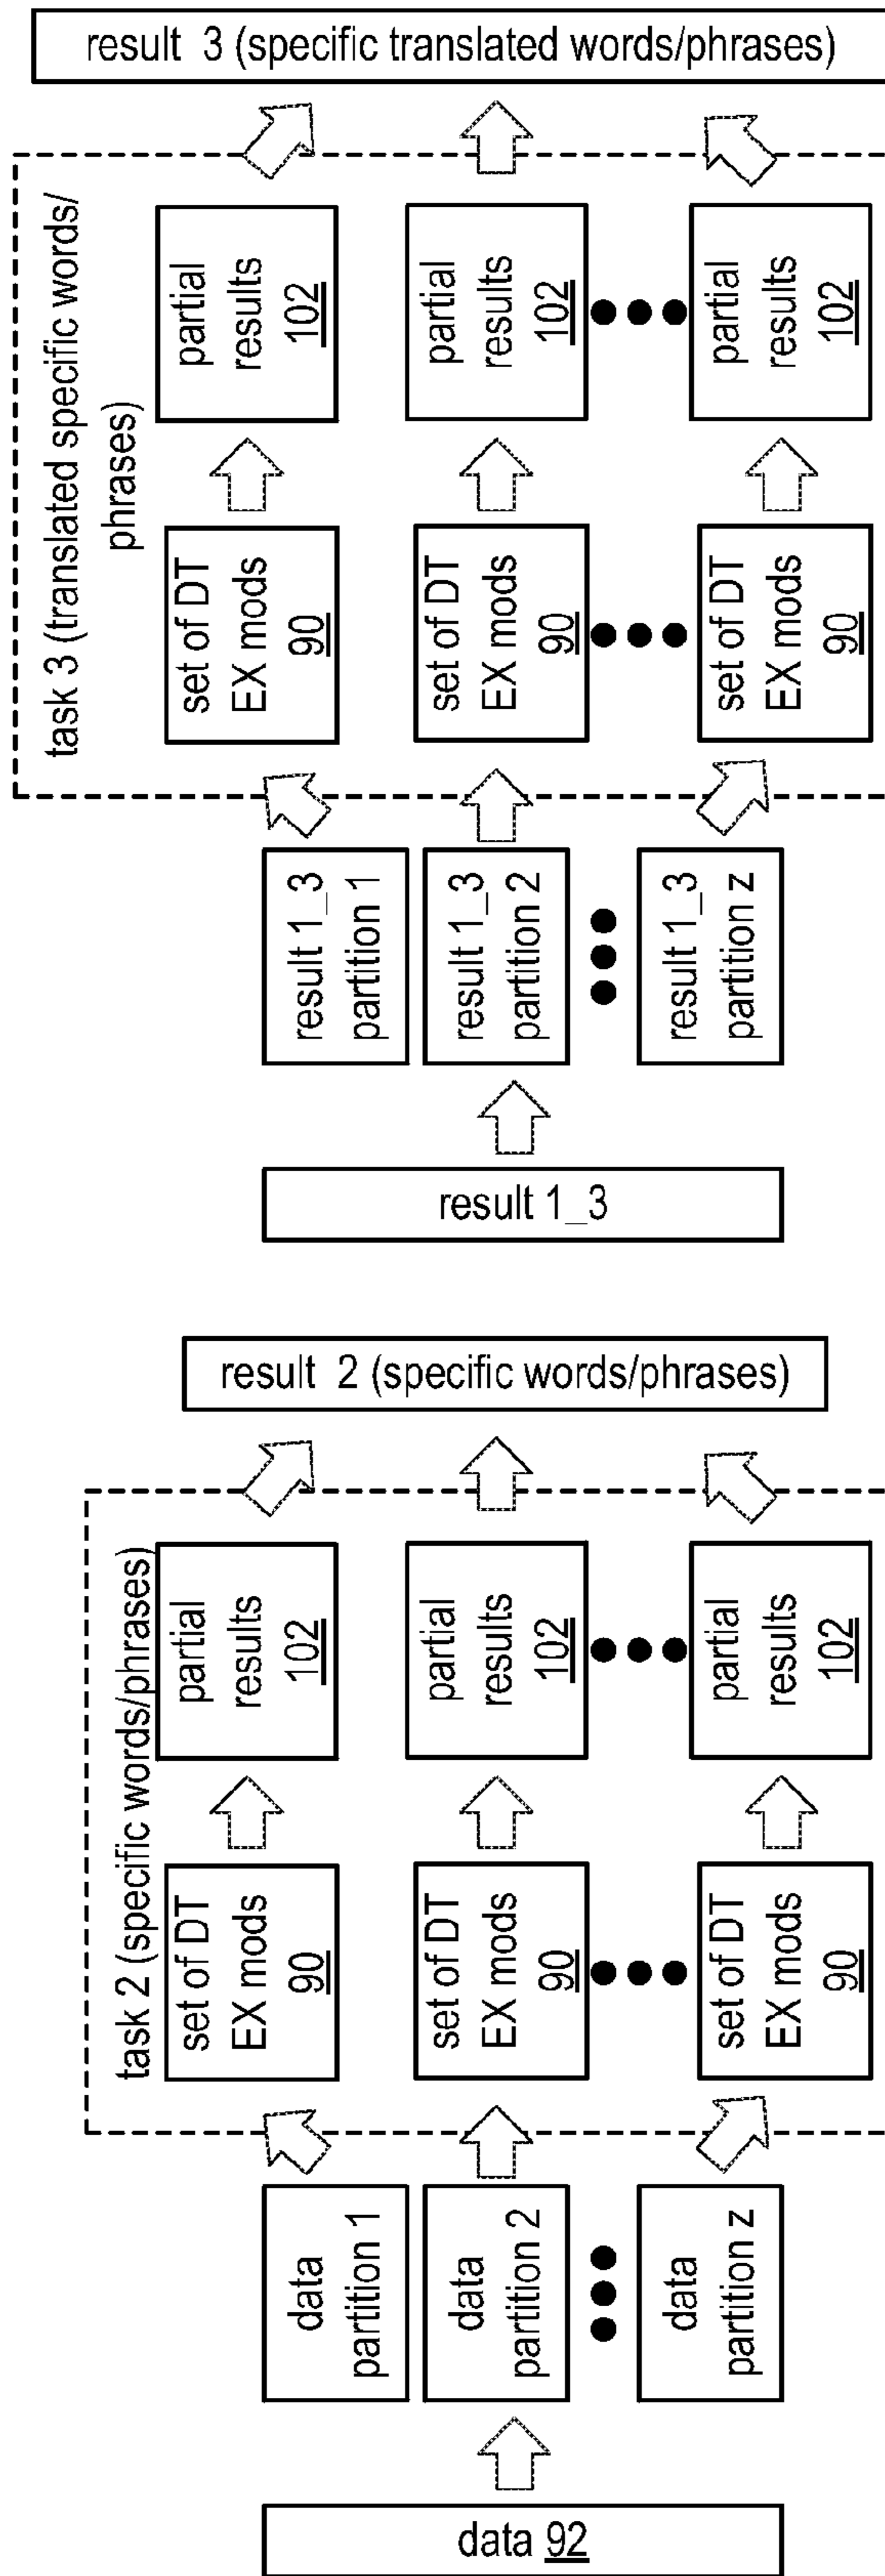 data 92
data
partition 1
data
partition 2
data
partition z
task 2 (specific words/phrases)
set of DT
EX mods
90
set of DT
EX mods
90
set of DT
EX mods
90
partial
results
102
partial
results
102
partial
results
102
result 2 (specific words/phrases)
result 1_3
result 1_3
partition 1
result 1_3
partition 2
result 1_3
partition z
task 3 (translated specific words/
phrases)
set of DT
EX mods
90
set of DT
EX mods
90
set of DT
EX mods
90
partial
results
102
partial
results
102
partial
results
102
result 3 (specific translated words/phrases)